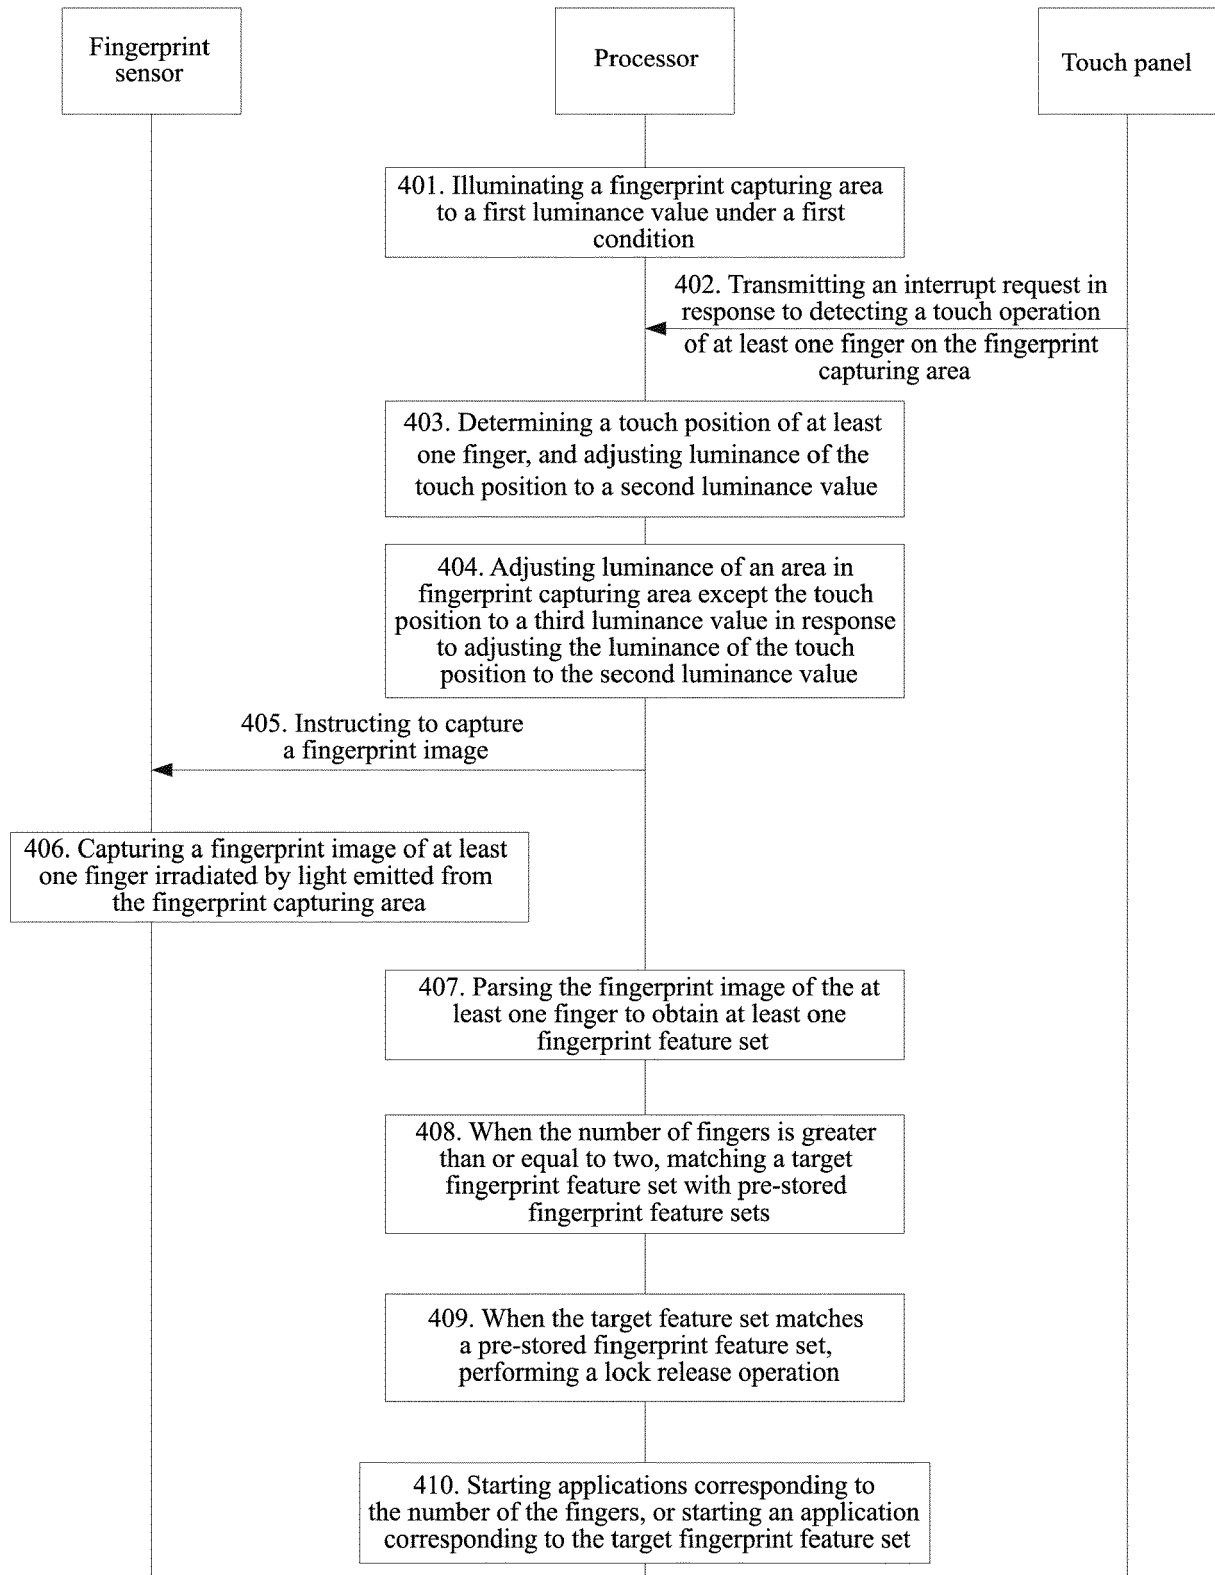 Fingerprint
sensor
Processor
Touch panel
401. Illuminating a fingerprint capturing area
to a first luminance value under a first
condition
402. Transmitting an interrupt request in
response to detecting a touch operation
of at least one finger on the fingerprint
capturing area
403. Determining a touch position of at least
one finger, and adjusting luminance of the
touch position to a second luminance value
404. Adjusting luminance of an area in
fingerprint capturing area except the touch
position to a third luminance value in response
to adjusting the luminance of the touch
position to the second luminance value
405. Instructing to capture
a fingerprint image
406. Capturing a fingerprint image of at least
one finger irradiated by light emitted from
the fingerprint capturing area
407. Parsing the fingerprint image of the at
least one finger to obtain at least one
fingerprint feature set
408. When the number of fingers is greater
than or equal to two, matching a target
fingerprint feature set with pre-stored
fingerprint feature sets
409. When the target feature set matches
a pre-stored fingerprint feature set,
performing a lock release operation
410. Starting applications corresponding to
the number of the fingers, or starting an application
corresponding to the target fingerprint feature set